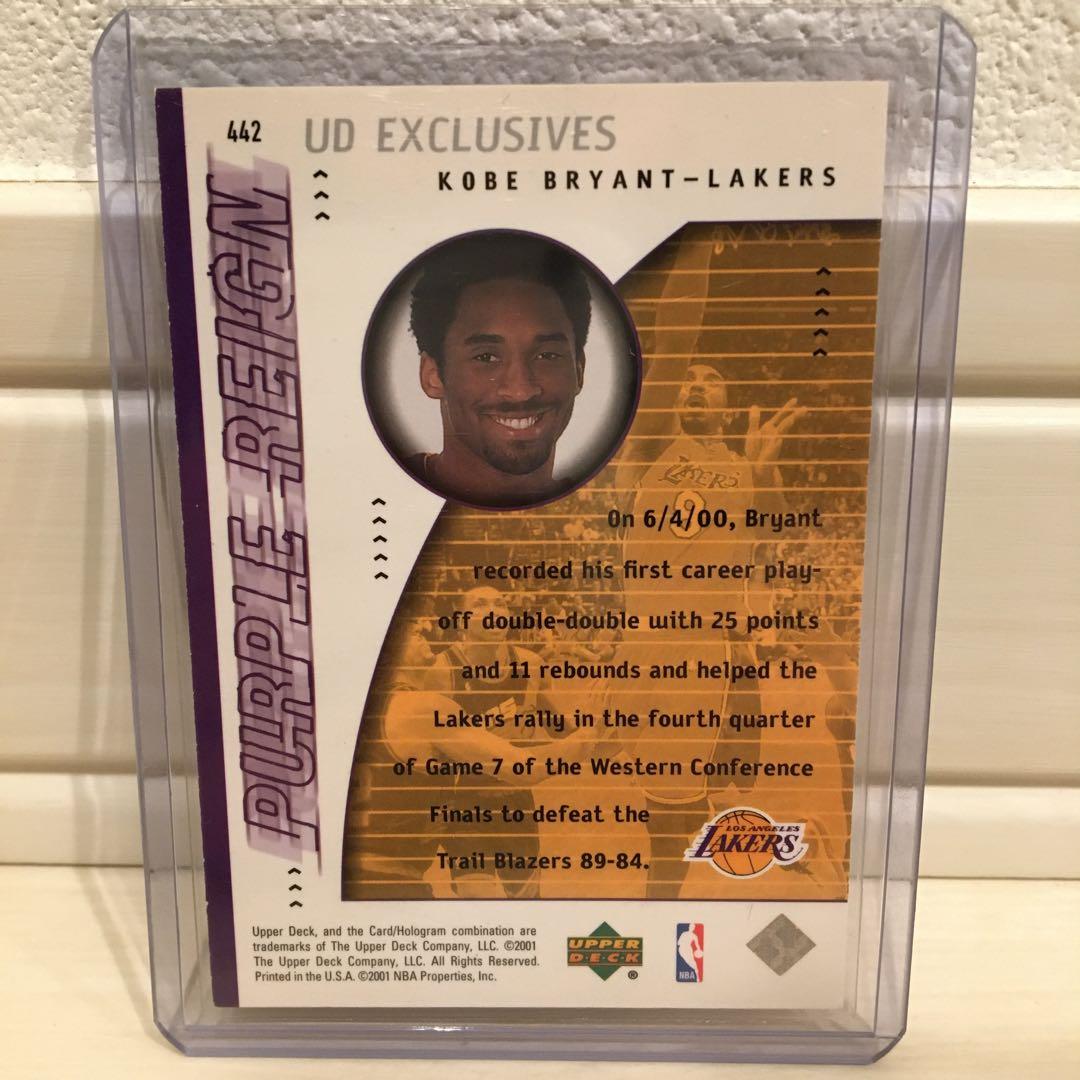 442
UD EXCLUSIVES
KOBE BRYANT–LAKERS
PURPLE REIGN
LAKERS
9
On 6/4/00, Bryant
recorded his first career play-
off double-double with 25 points
and 11 rebounds and helped the
Lakers rally in the fourth quarter
of Game 7 of the Western Conference
Finals to defeat the
Trail Blazers 89-84.
LOS ANGELES
LAKERS
Upper Deck, and the Card/Hologram combination are
trademarks of The Upper Deck Company, LLC. ©2001
The Upper Deck Company, LLC. All Rights Reserved.
Printed in the U.S.A. ©2001 NBA Properties, Inc.
UPPER
D·E·C·K
®
NBA